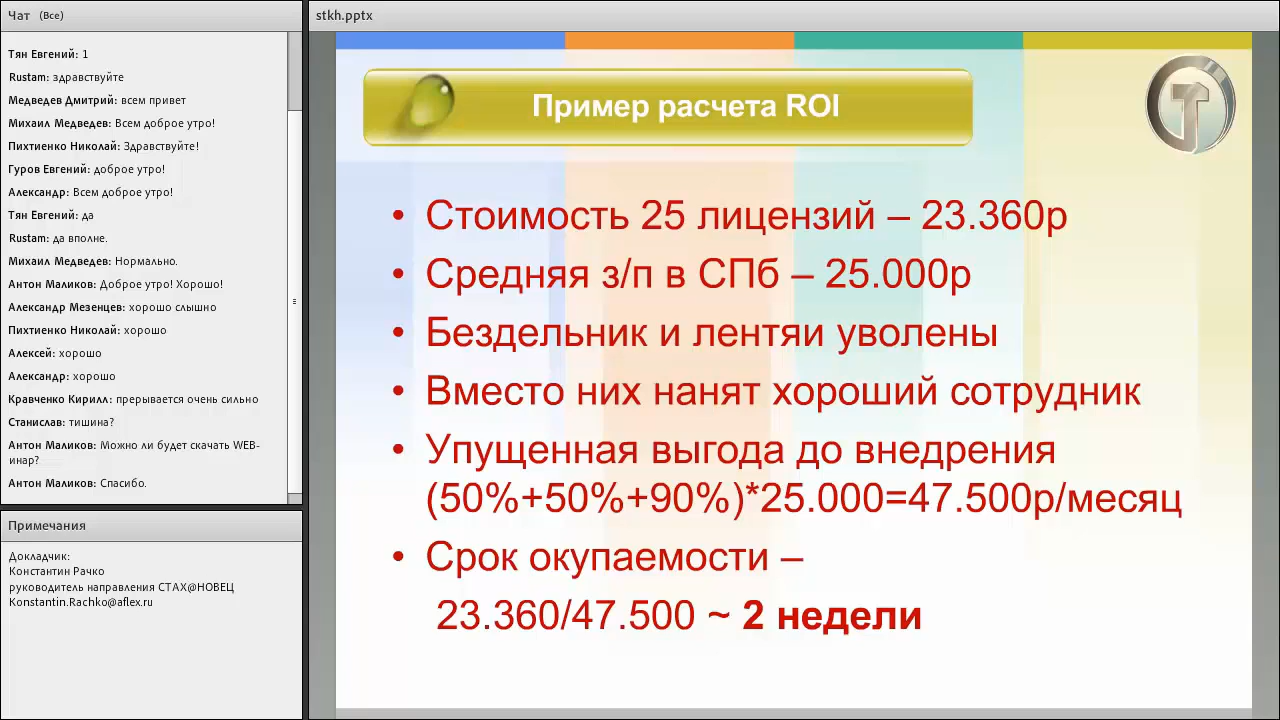 Чат (Все)
Тян Евгений: 1
Rustam: здравствуйте
Медведев Дмитрий: всем привет
Михаил Медведев: Всем доброе утро!
Пихтиенко Николай: Здравствуйте!
Гуров Евгений: доброе утро!
Александр: Всем доброе утро!
Тян Евгений: да
Rustam: да вполне.
Михаил Медведев: Нормально.
Антон Маликов: Доброе утро! Хорошо!
Александр Мезенцев: хорошо слышно
Пихтиенко Николай: хорошо
Алексей: хорошо
Александр: хорошо
Кравченко Кирилл: прерывается очень сильно
Станислав: тишина?
Антон Маликов: Можно ли будет скачать WEB-
инар?
Антон Маликов: Спасибо.
Примечания
Докладчик:
Константин Рачко
руководитель направления СТАХ@НОВЕЦ
Konstantin.Rachko@aflex.ru
stkh.pptx
Пример расчета ROI
• Стоимость 25 лицензий – 23.360р
• Средняя з/п в СПб – 25.000р
• Бездельник и лентяи уволены
• Вместо них нанят хороший сотрудник
• Упущенная выгода до внедрения
(50%+50%+90%)*25.000=47.500р/месяц
• Срок окупаемости –
23.360/47.500 ~ 2 недели